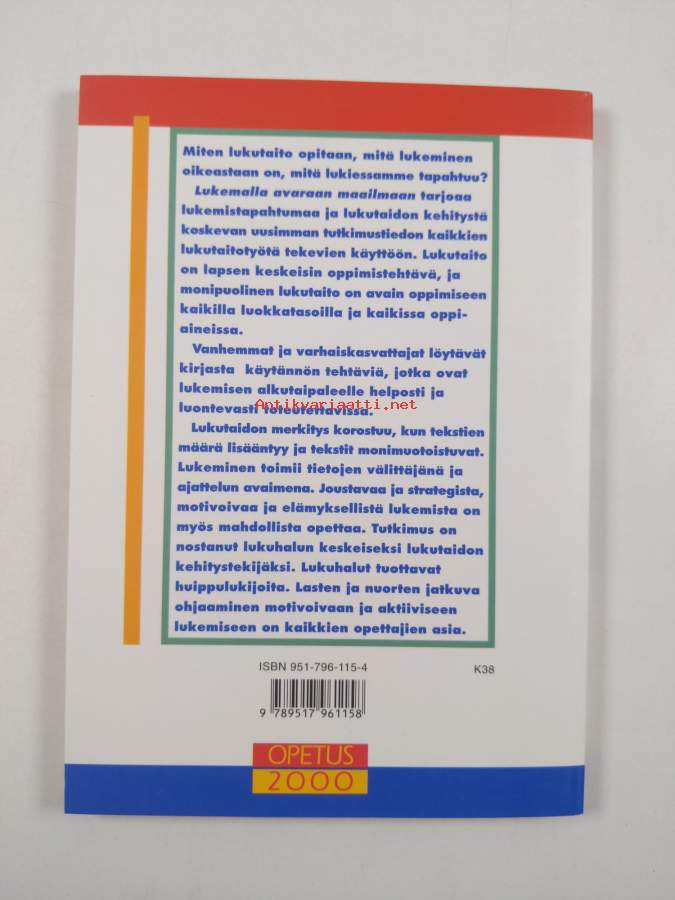 Miten lukutaito opitaan, mitä lukeminen
oikeastaan on, mitä lukiessamme tapahtuu?
Lukemalla avaraan maailmaan tarjoaa
lukemistapahtumaa ja lukutaidon kehitystä
koskevan uusimman tutkimustiedon kaikkien
lukutaitotyötä tekevien käyttöön. Lukutaito
on lapsen keskeisin oppimistehtävä, ja
monipuolinen lukutaito on avain oppimiseen
kaikilla luokkatasoilla ja kaikissa oppi-
aineissa.
Vanhemmat ja varhaiskasvattajat löytävät
kirjasta käytännön tehtäviä, jotka ovat
lukemisen alkutaipaleelle helposti ja
luontevasti toteutettavissa.
Antikvariaatti.net
Lukutaidon merkitys korostuu, kun tekstien
määrä lisääntyy ja tekstit monimuotoistuvat.
Lukeminen toimii tietojen välittäjänä ja
ajattelun avaimena. Joustavaa ja strategista,
motivoivaa ja elämyksellistä lukemista on
myös mahdollista opettaa. Tutkimus on
nostanut lukuhalun keskeiseksi lukutaidon
kehitystekijäksi. Lukuhalut tuottavat
huippulukijoita. Lasten ja nuorten jatkuva
ohjaaminen motivoivaan ja aktiiviseen
lukemiseen on kaikkien opettajien asia.
ISBN 951-796-115-4
K38
9 789517 961158
OPETUS
2000